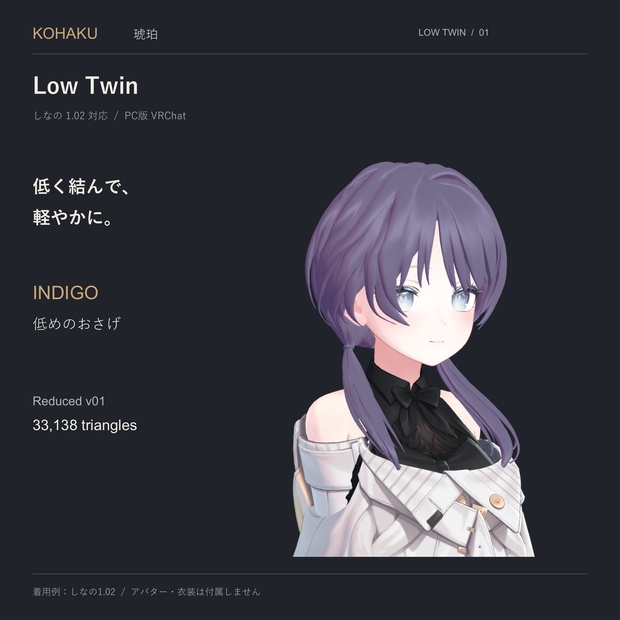 KOHAKU 琥珀 LOW TWIN / 01
Low Twin
しなの 1.02 対応 / PC版 VRChat
低く結んで、
軽やかに。
INDIGO
低めのおさげ
Reduced v01
33,138 triangles
着用例：しなの1.02 / アバター・衣装は付属しません